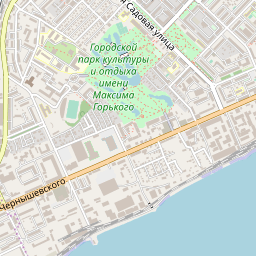 Садовая улица
Городской
парк культуры
и отдыха
имени
Максима
Горького
Чернышевского